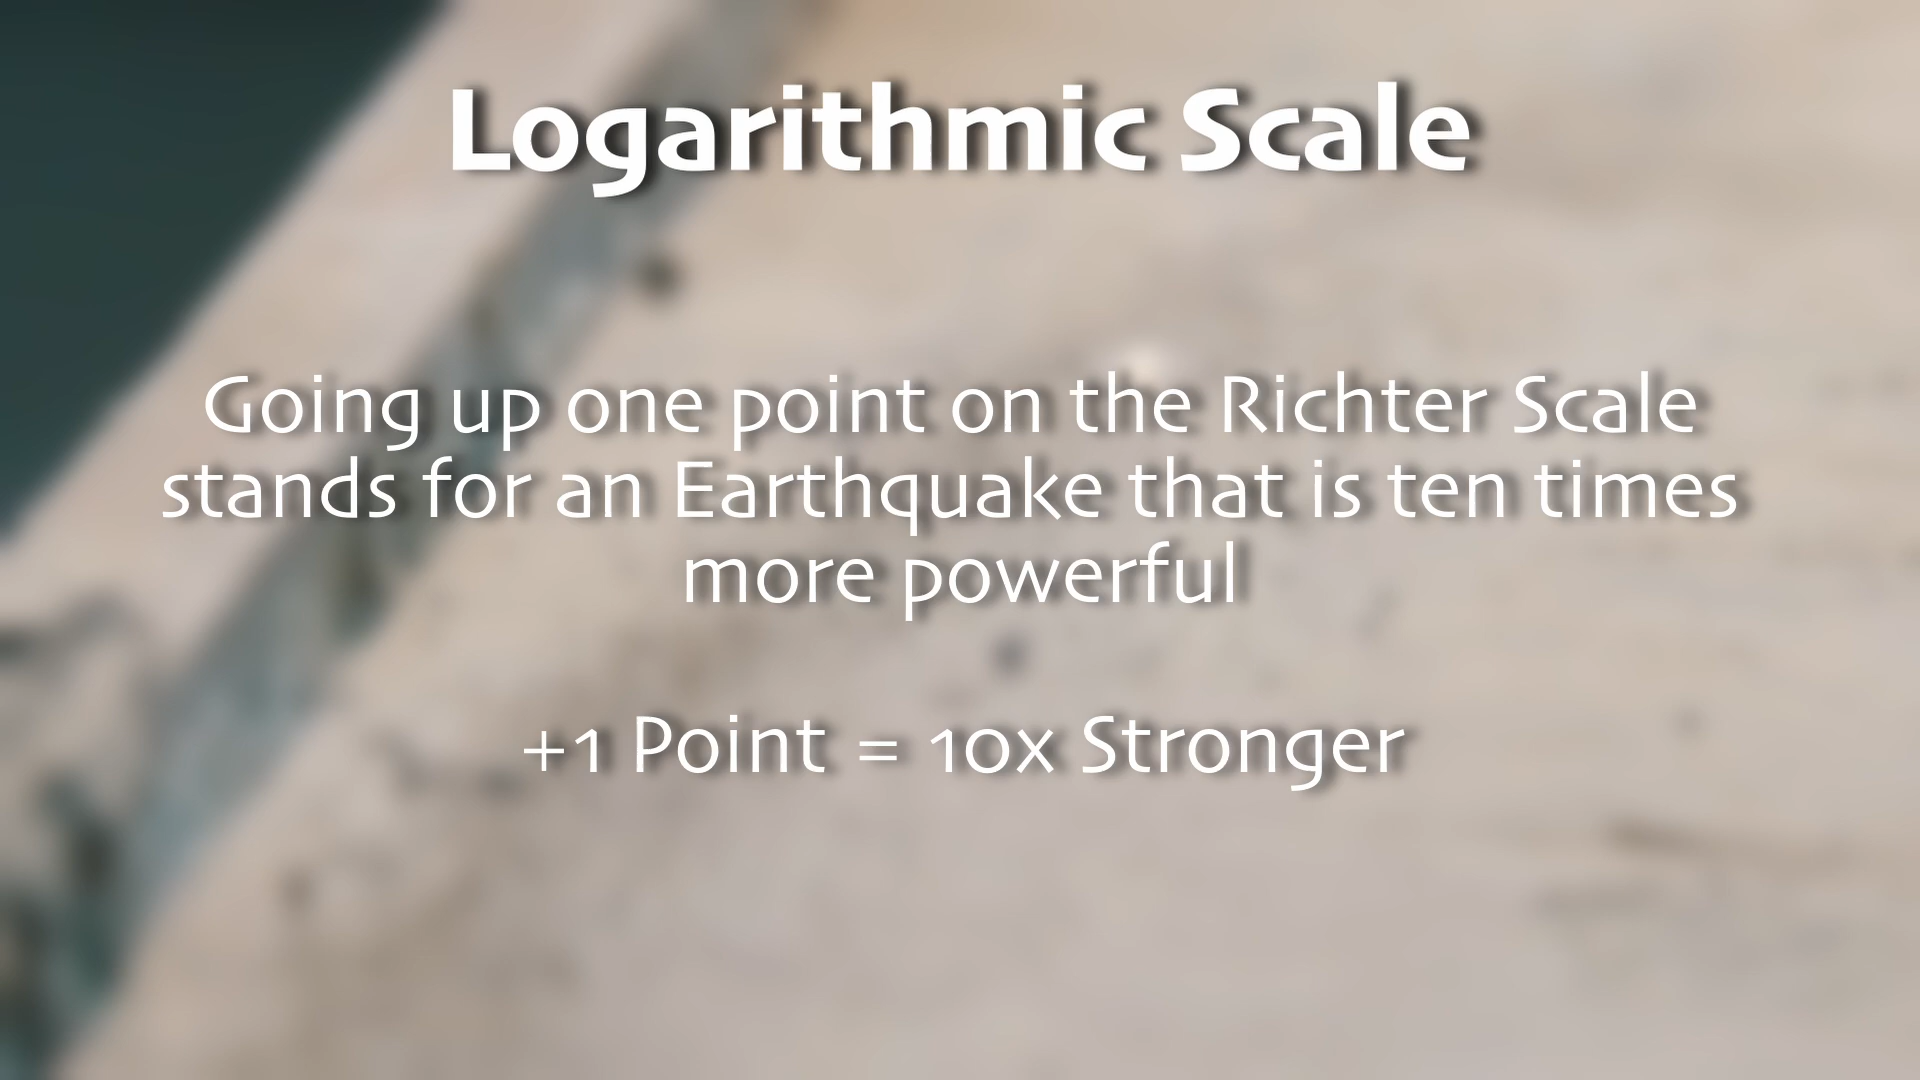 Logarithmic Scale
Going up one point on the Richter Scale
stands for an Earthquake that is ten times
more powerful
+1 Point = 10x Stronger